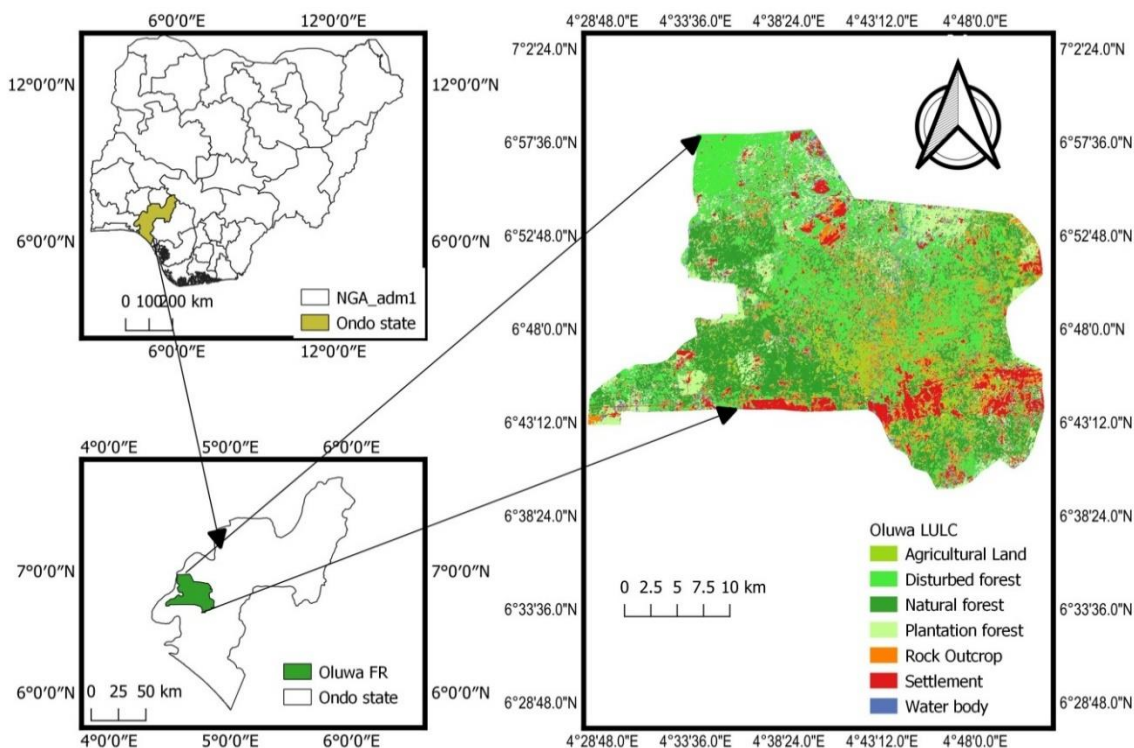 6°0′0″E 12°0′0″E
12°0′0″N 12°0′0″N
6°0′0″N 6°0′0″N
0 100 200 km
NGA_adm1
Ondo state
6°0′0″E 12°0′0″E
4°0′0″E 5°0′0″E 6°0′0″E
7°0′0″N 7°0′0″N
Oluwa FR
0 25 50 km
Ondo state
6°0′0″N 6°0′0″N
4°0′0″E 5°0′0″E 6°0′0″E
4°28'48.0"E 4°33'36.0"E 4°38'24.0"E 4°43'12.0"E 4°48'0.0"E
7°2'24.0"N 7°2'24.0"N
6°57'36.0"N 6°57'36.0"N
6°52'48.0"N 6°52'48.0"N
6°48'0.0"N 6°48'0.0"N
6°43'12.0"N 6°43'12.0"N
6°38'24.0"N 6°38'24.0"N
Oluwa LULC
Agricultural Land
Disturbed forest
0 2.5 5 7.5 10 km
6°33'36.0"N 6°33'36.0"N
Natural forest
Plantation forest
Rock Outcrop
Settlement
Water body
6°28'48.0"N 6°28'48.0"N
4°28'48.0"E 4°33'36.0"E 4°38'24.0"E 4°43'12.0"E 4°48'0.0"E